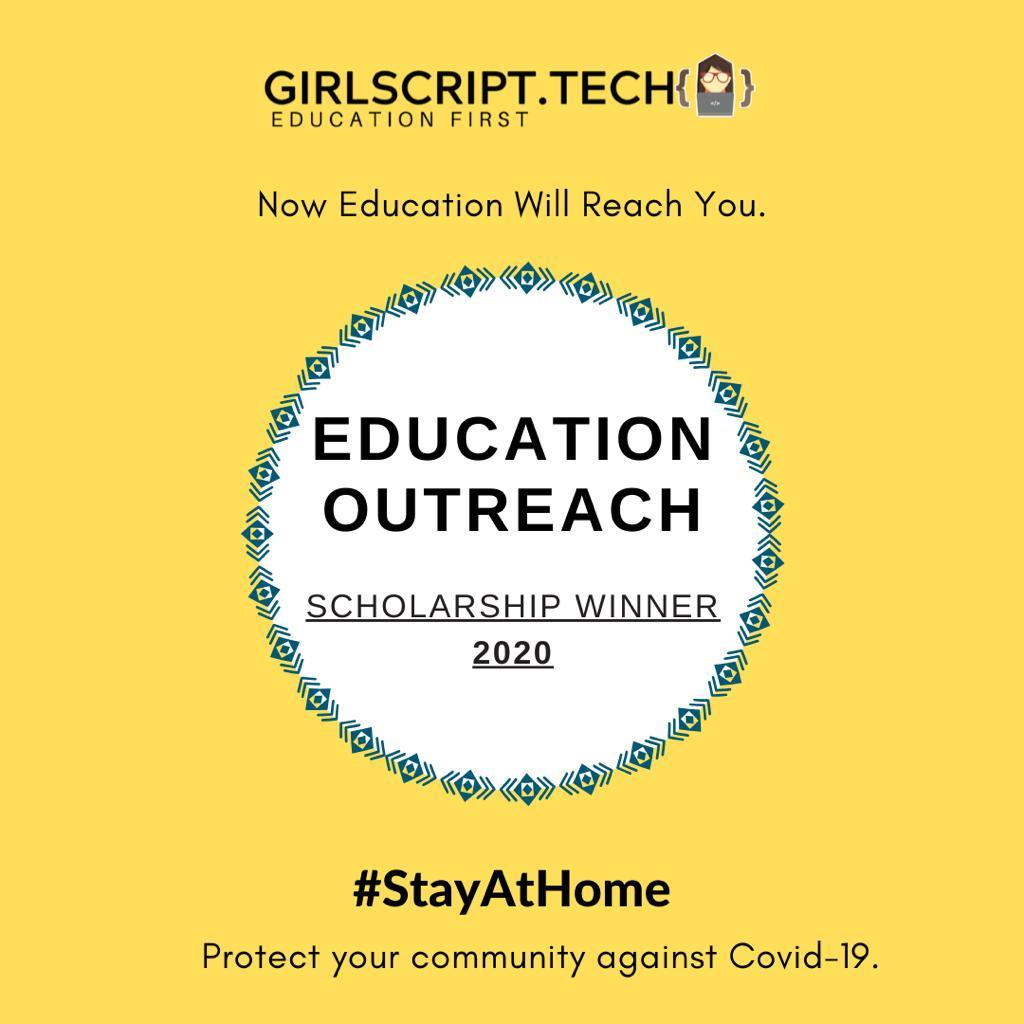 GIRLSCRIPT.TECH
EDUCATION FIRST
Now Education Will Reach You.
EDUCATION
OUTREACH
SCHOLARSHIP WINNER
2020
#StayAtHome
Protect your community against Covid-19.